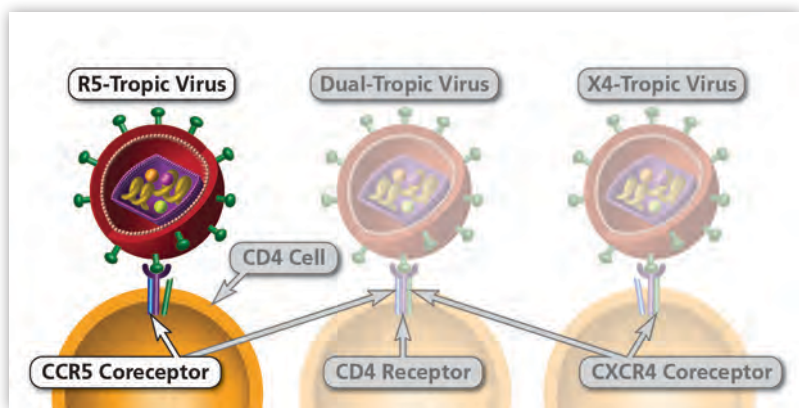 R5-Tropic Virus
Dual-Tropic Virus
X4-Tropic Virus
CD4 Cell
CCR5 Coreceptor
CD4 Receptor
CXCR4 Coreceptor